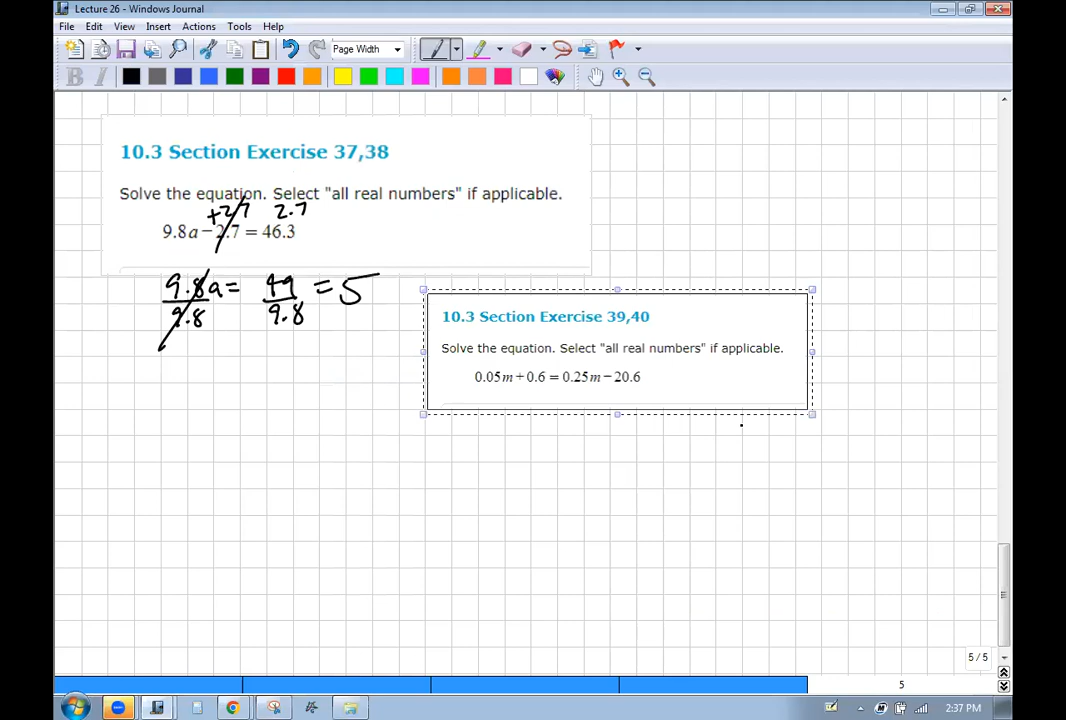 Lecture 26 - Windows Journal
File Edit View Insert Actions Tools Help
Page Width
B I
10.3 Section Exercise 37,38
Solve the equation. Select "all real numbers" if applicable.
+2.7 2.7
9.8a − 2.7 = 46.3
9.8a = 49 = 5
9.8 9.8
10.3 Section Exercise 39,40
Solve the equation. Select "all real numbers" if applicable.
0.05m + 0.6 = 0.25m − 20.6
5 / 5
5
2:37 PM